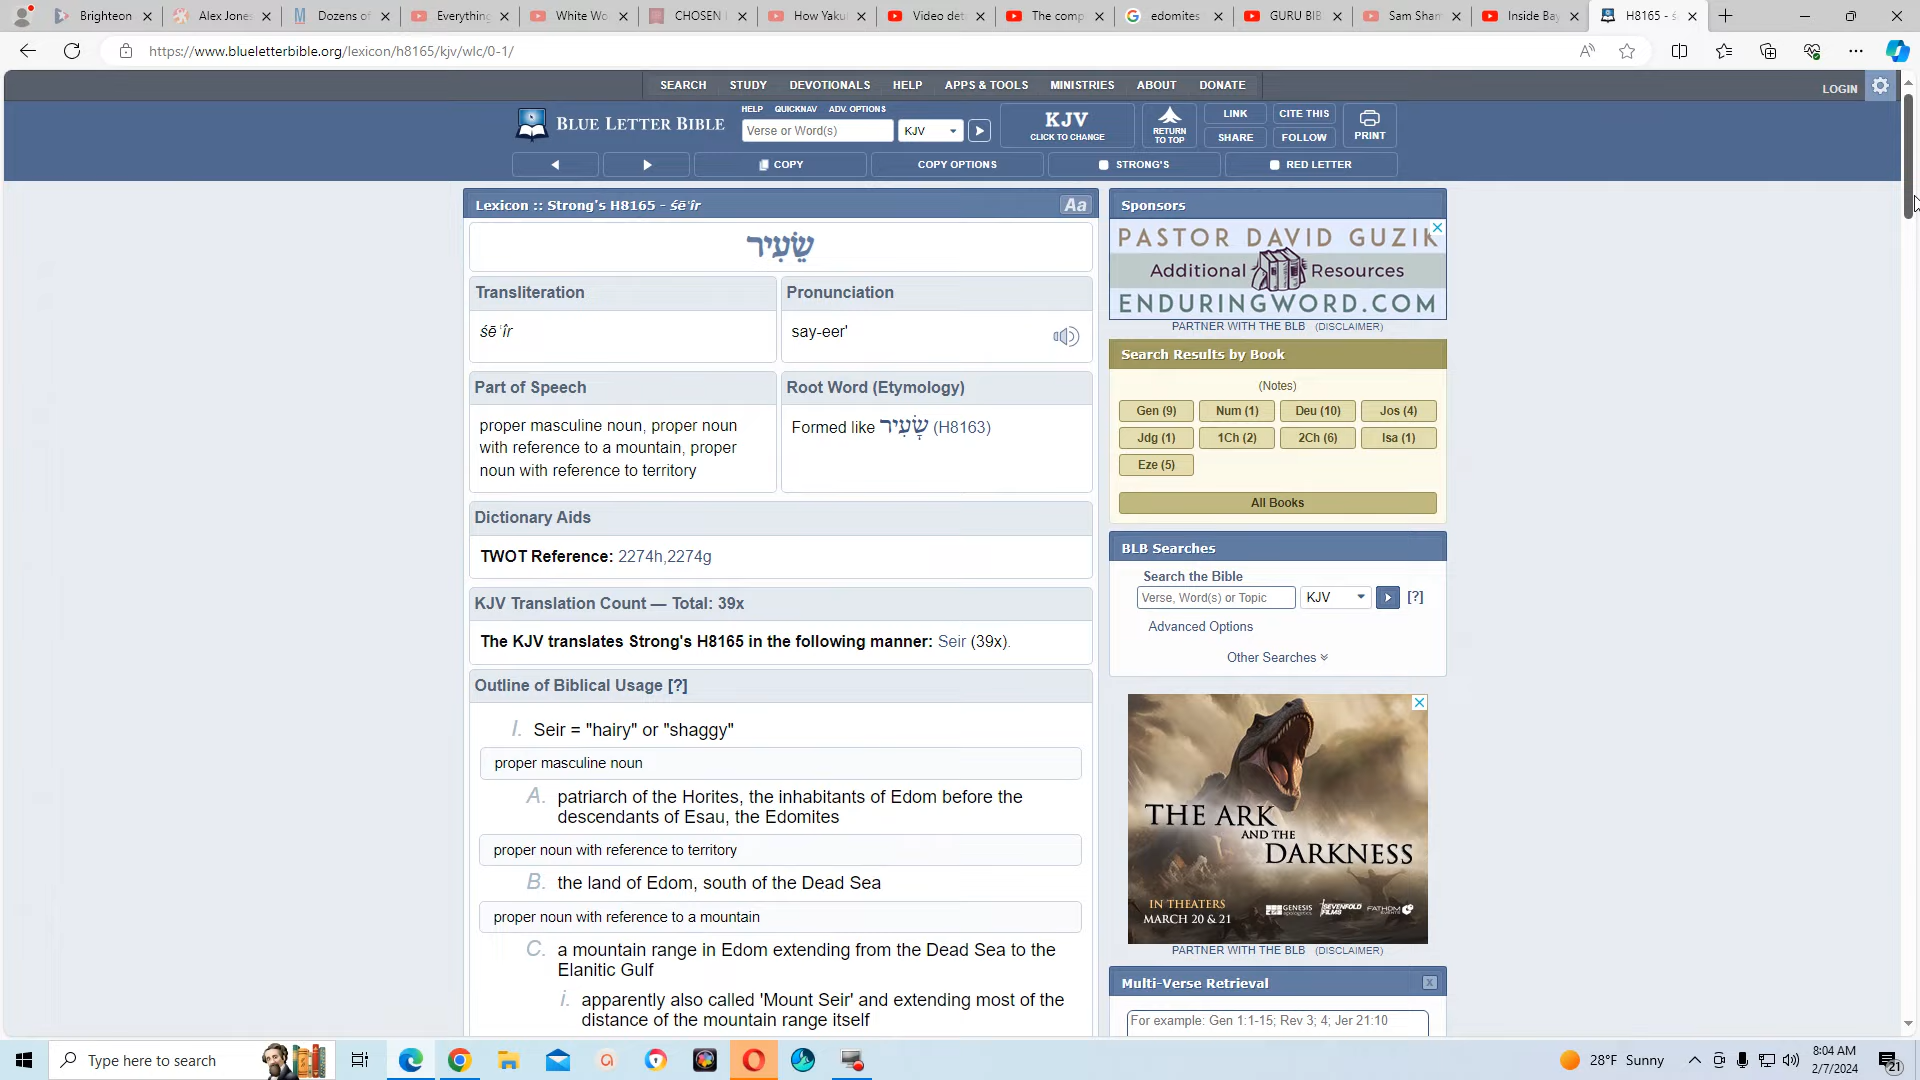 Brighteon
Alex Jones
Dozens of
Everything
White Wo
CHOSEN
How Yaku
Video det
The comp
edomites
GURU BIB
Sam Sham
Inside Bay
H8165 - ś
https://www.blueletterbible.org/lexicon/h8165/kjv/wlc/0-1/
SEARCH STUDY DEVOTIONALS HELP APPS & TOOLS MINISTRIES ABOUT DONATE
LOGIN
BLUE LETTER BIBLE
HELP QUICKNAV ADV. OPTIONS
Verse or Word(s) KJV
KJV
CLICK TO CHANGE
RETURN
TO TOP
LINK CITE THIS
SHARE FOLLOW
PRINT
COPY COPY OPTIONS STRONG'S RED LETTER
Lexicon :: Strong's H8165 - śēʿîr Aa
שֵׂעִיר
Transliteration
śēʿîr
Pronunciation
say-eer'
Part of Speech
proper masculine noun, proper noun
with reference to a mountain, proper
noun with reference to territory
Root Word (Etymology)
Formed like שָׂעִיר (H8163)
Dictionary Aids
TWOT Reference: 2274h,2274g
KJV Translation Count — Total: 39x
The KJV translates Strong's H8165 in the following manner: Seir (39x).
Outline of Biblical Usage [?]
I. Seir = "hairy" or "shaggy"
proper masculine noun
A. patriarch of the Horites, the inhabitants of Edom before the
descendants of Esau, the Edomites
proper noun with reference to territory
B. the land of Edom, south of the Dead Sea
proper noun with reference to a mountain
C. a mountain range in Edom extending from the Dead Sea to the
Elanitic Gulf
i. apparently also called 'Mount Seir' and extending most of the
distance of the mountain range itself
Sponsors
PASTOR DAVID GUZIK
Additional Resources
ENDURINGWORD.COM
PARTNER WITH THE BLB (DISCLAIMER)
Search Results by Book
(Notes)
Gen (9) Num (1) Deu (10) Jos (4)
Jdg (1) 1Ch (2) 2Ch (6) Isa (1)
Eze (5)
All Books
BLB Searches
Search the Bible
Verse, Word(s) or Topic KJV [?]
Advanced Options
Other Searches
THE ARK
AND THE
DARKNESS
IN THEATERS
MARCH 20 & 21
GENESIS
SEVENFOLD
FILMS
FATHOM
EVENTS
PARTNER WITH THE BLB (DISCLAIMER)
Multi-Verse Retrieval x
For example: Gen 1:1-15; Rev 3; 4; Jer 21:10
Type here to search
28°F Sunny
8:04 AM
2/7/2024
21